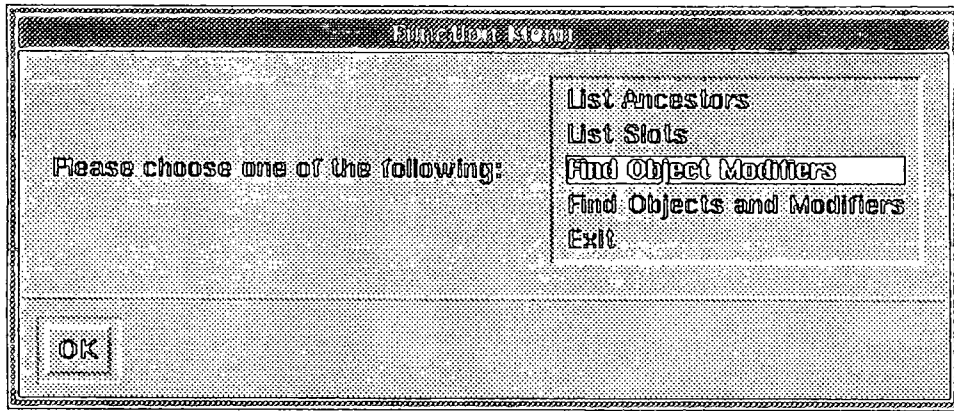 Function Menu
Please choose one of the following:
List Ancestors
List Slots
Find Object Modifiers
Find Objects and Modifiers
Exit
OK